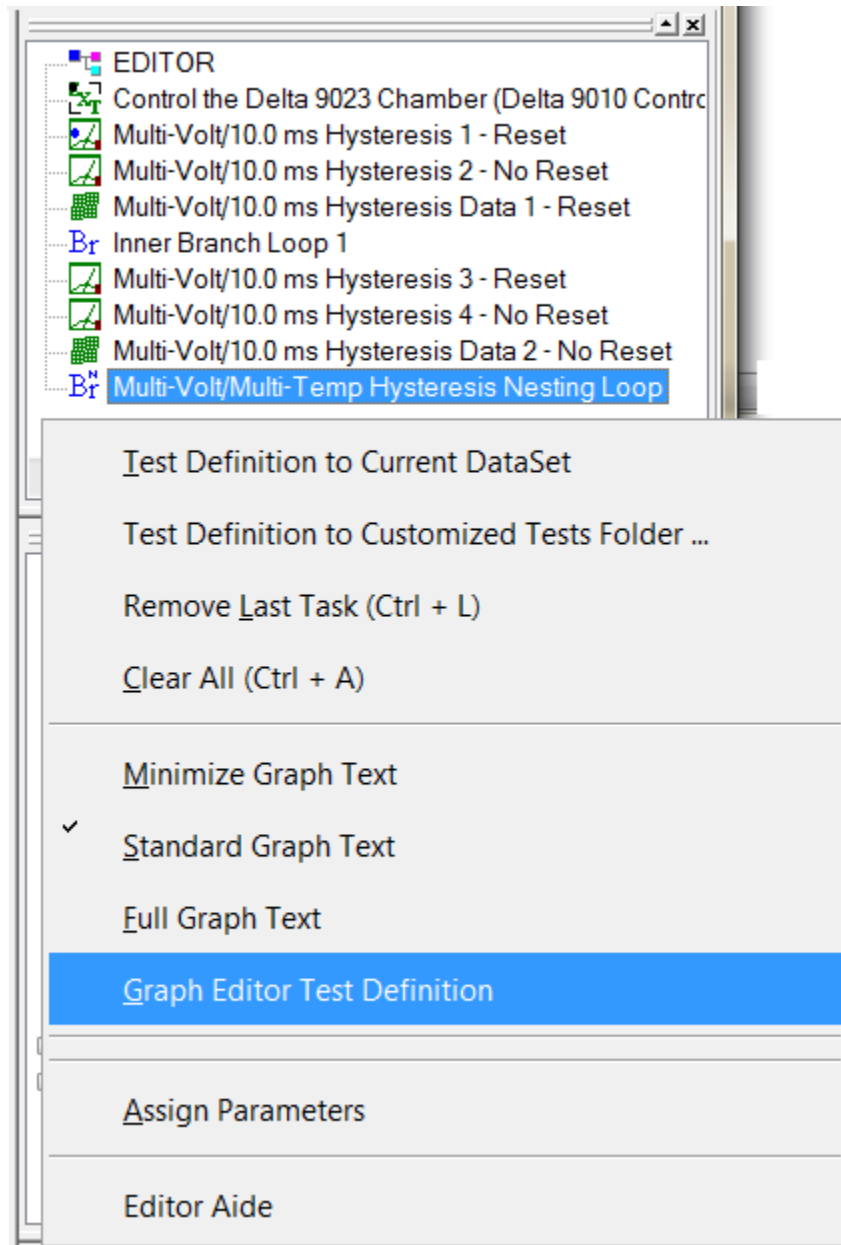 EDITOR
Control the Delta 9023 Chamber (Delta 9010 Contro
Multi-Volt/10.0 ms Hysteresis 1 - Reset
Multi-Volt/10.0 ms Hysteresis 2 - No Reset
Multi-Volt/10.0 ms Hysteresis Data 1 - Reset
Br Inner Branch Loop 1
Multi-Volt/10.0 ms Hysteresis 3 - Reset
Multi-Volt/10.0 ms Hysteresis 4 - No Reset
Multi-Volt/10.0 ms Hysteresis Data 2 - No Reset
Br N Multi-Volt/Multi-Temp Hysteresis Nesting Loop
Test Definition to Current DataSet
Test Definition to Customized Tests Folder ...
Remove Last Task (Ctrl + L)
Clear All (Ctrl + A)
Minimize Graph Text
Standard Graph Text
Full Graph Text
Graph Editor Test Definition
Assign Parameters
Editor Aide